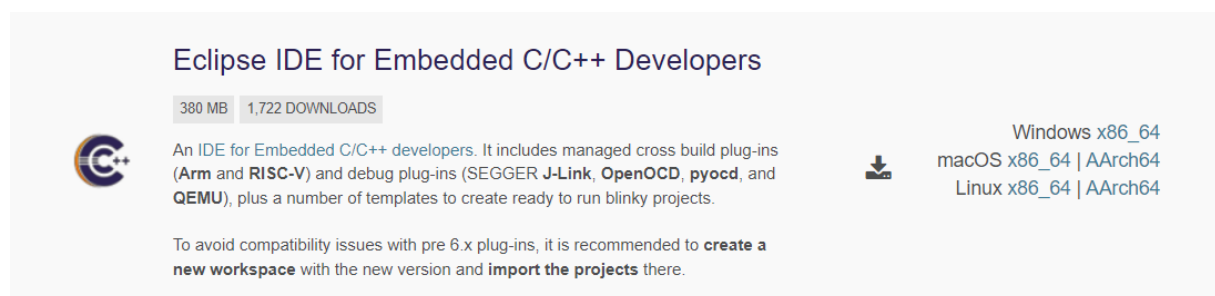 Eclipse IDE for Embedded C/C++ Developers
380 MB 1,722 DOWNLOADS
An IDE for Embedded C/C++ developers. It includes managed cross build plug-ins
(Arm and RISC-V) and debug plug-ins (SEGGER J-Link, OpenOCD, pyocd, and
QEMU), plus a number of templates to create ready to run blinky projects.
To avoid compatibility issues with pre 6.x plug-ins, it is recommended to create a
new workspace with the new version and import the projects there.
C++
Windows x86_64
macOS x86_64 | AArch64
Linux x86_64 | AArch64